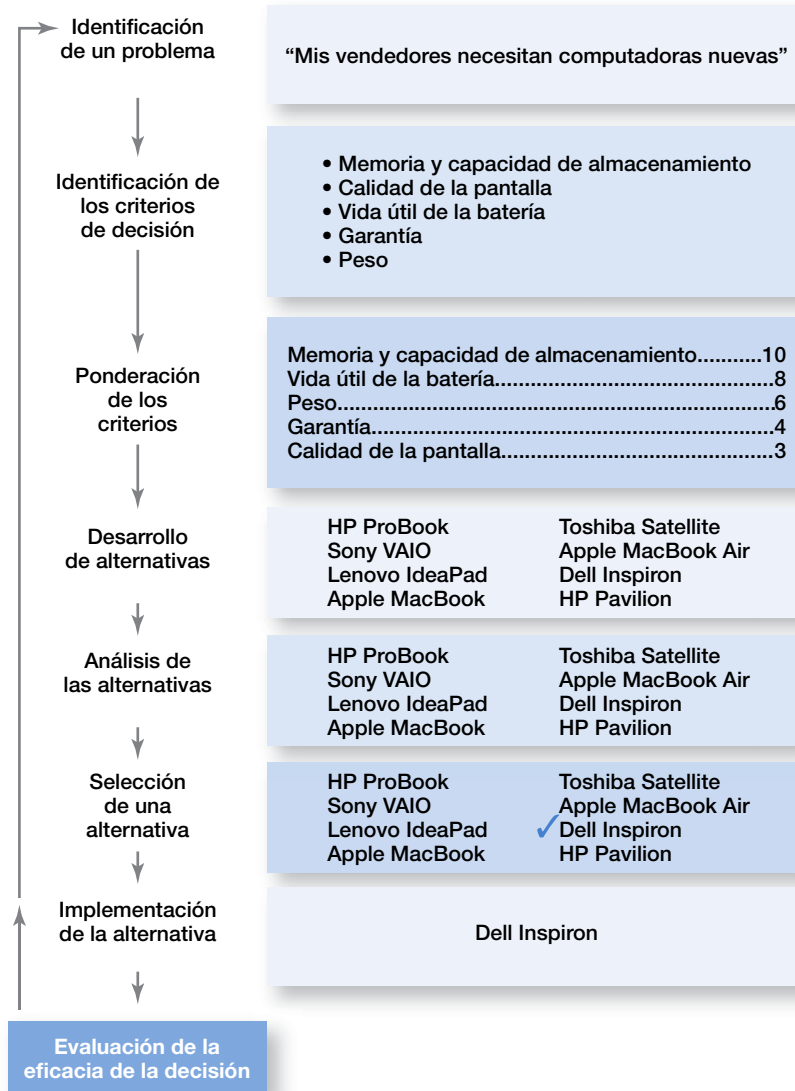 Identificación
de un problema
“Mis vendedores necesitan computadoras nuevas”
Identificación de
los criterios
de decisión
• Memoria y capacidad de almacenamiento
• Calidad de la pantalla
• Vida útil de la batería
• Garantía
• Peso
Ponderación
de los
criterios
Memoria y capacidad de almacenamiento...........10
Vida útil de la batería...............................................8
Peso.........................................................................6
Garantía....................................................................4
Calidad de la pantalla..............................................3
Desarrollo
de alternativas
HP ProBook Toshiba Satellite
Sony VAIO Apple MacBook Air
Lenovo IdeaPad Dell Inspiron
Apple MacBook HP Pavilion
Análisis de
las alternativas
HP ProBook Toshiba Satellite
Sony VAIO Apple MacBook Air
Lenovo IdeaPad Dell Inspiron
Apple MacBook HP Pavilion
Selección
de una
alternativa
HP ProBook Toshiba Satellite
Sony VAIO Apple MacBook Air
Lenovo IdeaPad ✓Dell Inspiron
Apple MacBook HP Pavilion
Implementación
de la alternativa
Dell Inspiron
Evaluación de la
eficacia de la decisión